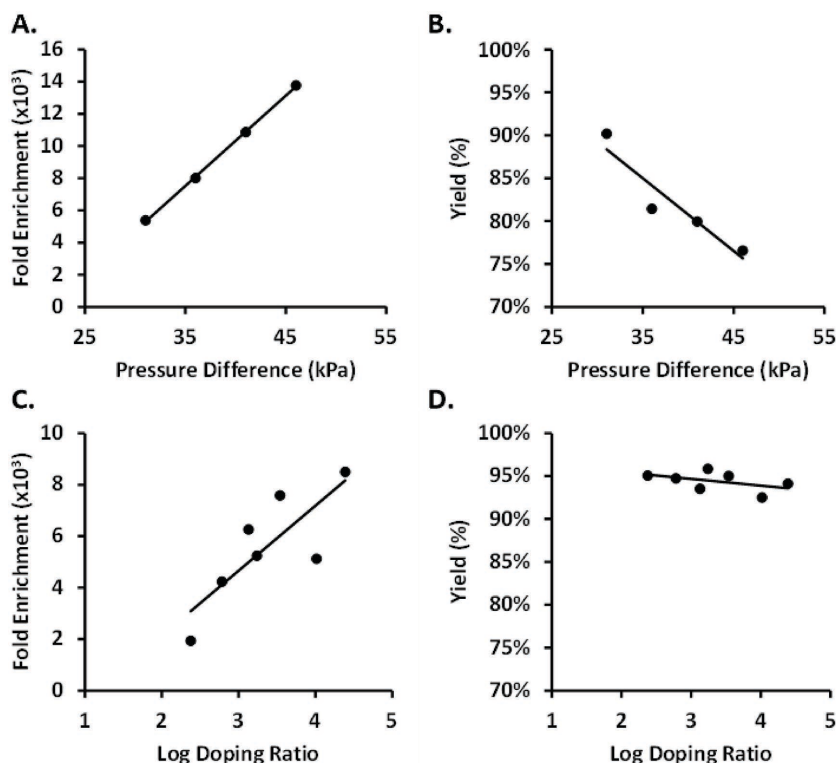 A.
Fold Enrichment (x10³)
16
14
12
10
8
6
4
2
0
25 35 45 55
Pressure Difference (kPa)
B.
Yield (%)
100%
95%
90%
85%
80%
75%
70%
25 35 45 55
Pressure Difference (kPa)
C.
Fold Enrichment (x10³)
10
8
6
4
2
0
1 2 3 4 5
Log Doping Ratio
D.
Yield (%)
100%
95%
90%
85%
80%
75%
70%
1 2 3 4 5
Log Doping Ratio